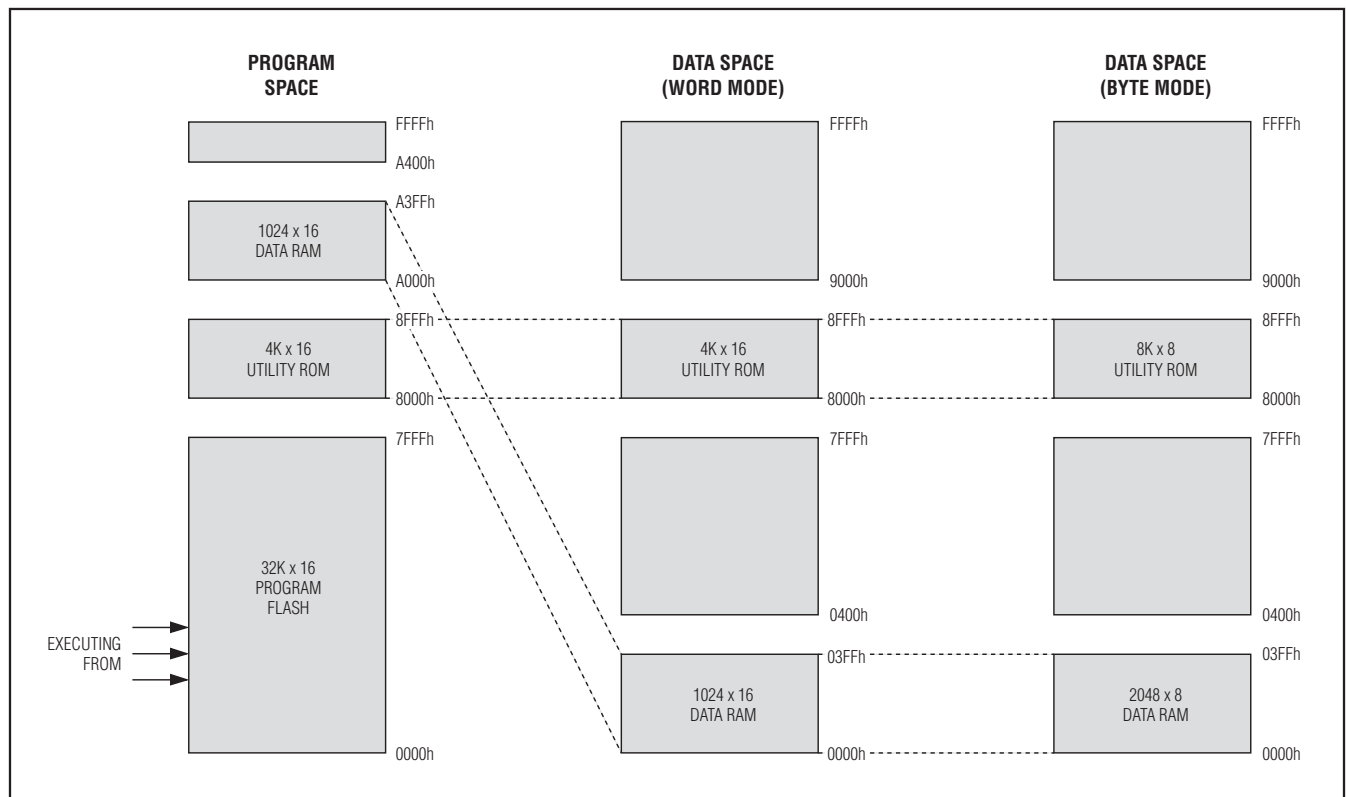 PROGRAM
SPACE
FFFFh
A400h
A3FFh
1024 x 16
DATA RAM
A000h
8FFFh
4K x 16
UTILITY ROM
8000h
7FFFh
32K x 16
PROGRAM
FLASH
EXECUTING
FROM
0000h
DATA SPACE
(WORD MODE)
FFFFh
9000h
8FFFh
4K x 16
UTILITY ROM
8000h
7FFFh
0400h
03FFh
1024 x 16
DATA RAM
0000h
DATA SPACE
(BYTE MODE)
FFFFh
9000h
8FFFh
8K x 8
UTILITY ROM
8000h
7FFFh
0400h
03FFh
2048 x 8
DATA RAM
0000h